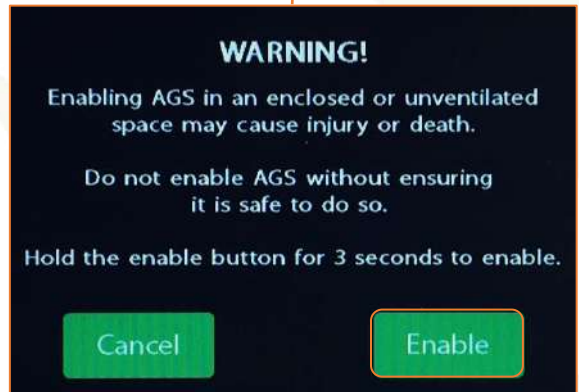 WARNING!
Enabling AGS in an enclosed or unventilated
space may cause injury or death.
Do not enable AGS without ensuring
it is safe to do so.
Hold the enable button for 3 seconds to enable.
Cancel
Enable